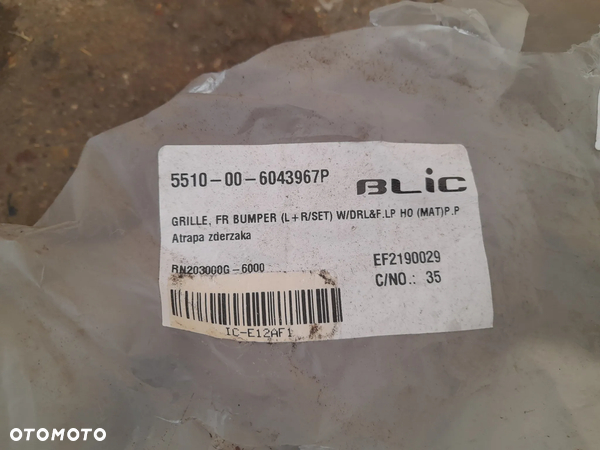 5510-00-6043967P
BLiC
GRILLE, FR BUMPER (L+R/SET) W/DRL&F.LP HO (MAT)P.P
Atrapa zderzaka
RN203000G-6000
EF2190029
C/NO.: 35
IC-E12AF1
OTOMOTO